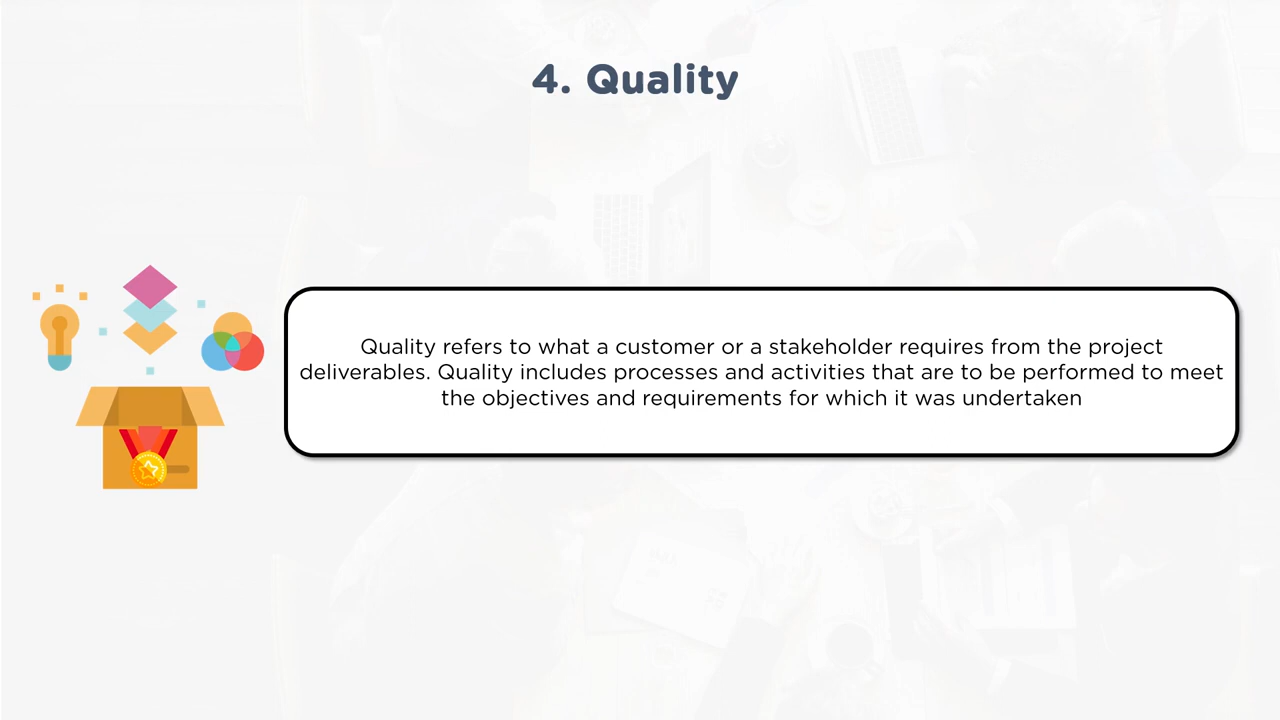 4. Quality
Quality refers to what a customer or a stakeholder requires from the project
deliverables. Quality includes processes and activities that are to be performed to meet
the objectives and requirements for which it was undertaken